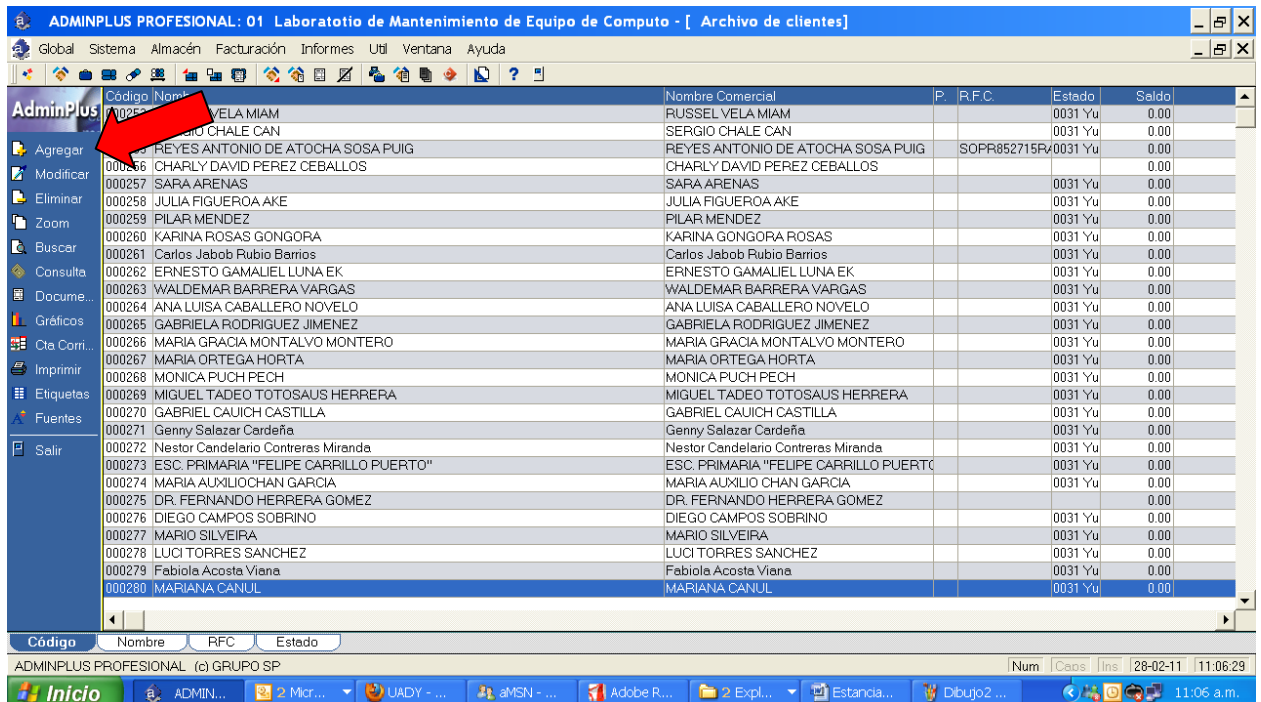 ADMINPLUS PROFESIONAL: 01 Laboratotio de Mantenimiento de Equipo de Computo - [ Archivo de clientes]
Global Sistema Almacén Facturación Informes Util Ventana Ayuda
AdminPlus
Agregar
Modificar
Eliminar
Zoom
Buscar
Consulta
Docume...
Gráficos
Cta Corri...
Imprimir
Etiquetas
Fuentes
Salir
Código Nombre Comercial P. R.F.C. Estado Saldo
VELA MIAM RUSSEL VELA MIAM 0031 Yu 0.00
CHALE CAN SERGIO CHALE CAN 0031 Yu 0.00
REYES ANTONIO DE ATOCHA SOSA PUIG REYES ANTONIO DE ATOCHA SOSA PUIG SOPR852715R 0031 Yu 0.00
000256 CHARLY DAVID PEREZ CEBALLOS CHARLY DAVID PEREZ CEBALLOS 0.00
000257 SARA ARENAS SARA ARENAS 0031 Yu 0.00
000258 JULIA FIGUEROA AKE JULIA FIGUEROA AKE 0031 Yu 0.00
000259 PILAR MENDEZ PILAR MENDEZ 0031 Yu 0.00
000260 KARINA ROSAS GONGORA KARINA GONGORA ROSAS 0031 Yu 0.00
000261 Carlos Jabob Rubio Barrios Carlos Jabob Rubio Barrios 0031 Yu 0.00
000262 ERNESTO GAMALIEL LUNA EK ERNESTO GAMALIEL LUNA EK 0031 Yu 0.00
000263 WALDEMAR BARRERA VARGAS WALDEMAR BARRERA VARGAS 0031 Yu 0.00
000264 ANA LUISA CABALLERO NOVELO ANA LUISA CABALLERO NOVELO 0031 Yu 0.00
000265 GABRIELA RODRIGUEZ JIMENEZ GABRIELA RODRIGUEZ JIMENEZ 0031 Yu 0.00
000266 MARIA GRACIA MONTALVO MONTERO MARIA GRACIA MONTALVO MONTERO 0031 Yu 0.00
000267 MARIA ORTEGA HORTA MARIA ORTEGA HORTA 0031 Yu 0.00
000268 MONICA PUCH PECH MONICA PUCH PECH 0031 Yu 0.00
000269 MIGUEL TADEO TOTOSAUS HERRERA MIGUEL TADEO TOTOSAUS HERRERA 0031 Yu 0.00
000270 GABRIEL CAUICH CASTILLA GABRIEL CAUICH CASTILLA 0031 Yu 0.00
000271 Genny Salazar Cardeña Genny Salazar Cardeña 0031 Yu 0.00
000272 Nestor Candelario Contreras Miranda Nestor Candelario Contreras Miranda 0031 Yu 0.00
000273 ESC. PRIMARIA "FELIPE CARRILLO PUERTO" ESC. PRIMARIA "FELIPE CARRILLO PUERTO 0031 Yu 0.00
000274 MARIA AUXILIOCHAN GARCIA MARIA AUXILIO CHAN GARCIA 0031 Yu 0.00
000275 DR. FERNANDO HERRERA GOMEZ DR. FERNANDO HERRERA GOMEZ 0.00
000276 DIEGO CAMPOS SOBRINO DIEGO CAMPOS SOBRINO 0031 Yu 0.00
000277 MARIO SILVEIRA MARIO SILVEIRA 0031 Yu 0.00
000278 LUCI TORRES SANCHEZ LUCI TORRES SANCHEZ 0031 Yu 0.00
000279 Fabiola Acosta Viana Fabiola Acosta Viana 0031 Yu 0.00
000280 MARIANA CANUL MARIANA CANUL 0031 Yu 0.00
Código Nombre RFC Estado
ADMINPLUS PROFESIONAL (c) GRUPO SP Num Caps Ins 28-02-11 11:06:29
Inicio ADMIN... 2 Micr... UADY - ... aMSN - ... Adobe R... 2 Expl... Estancia... Dibujo2 ... 11:06 a.m.